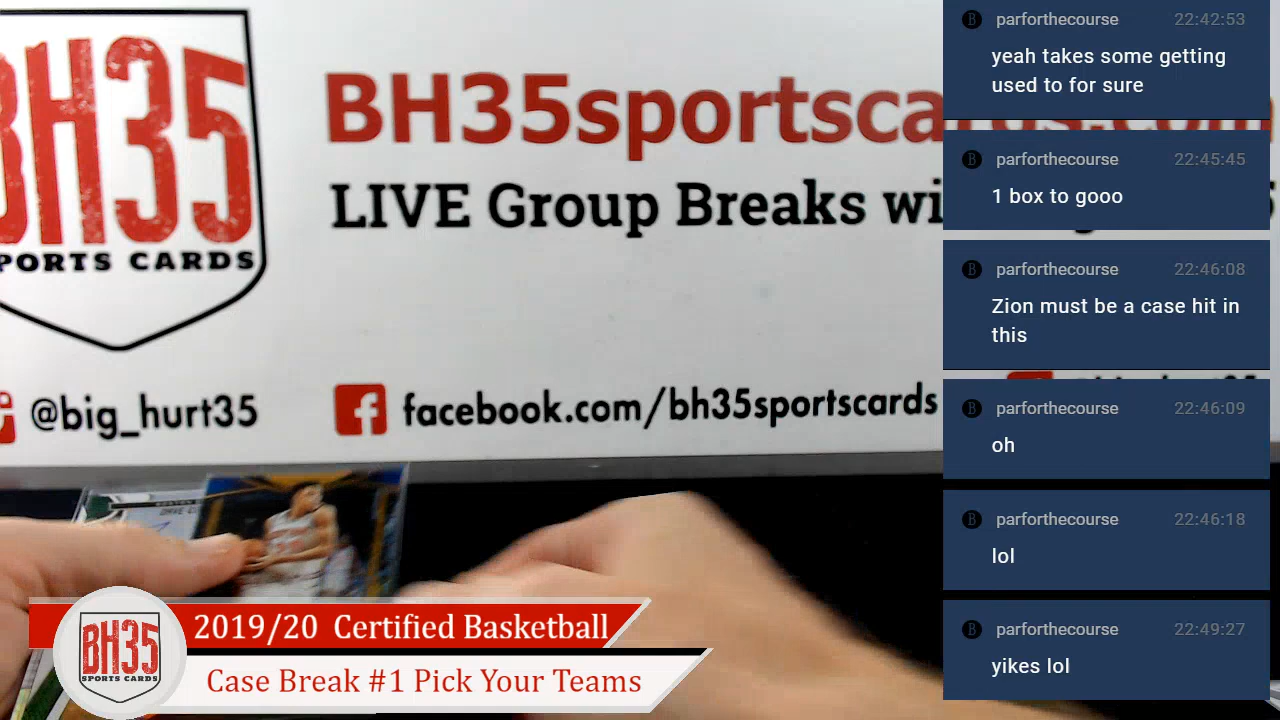 BH35
SPORTS CARDS
BH35sportscards.com
LIVE Group Breaks
@big_hurt35
facebook.com/bh35sportscards
BH35
SPORTS CARDS
2019/20 Certified Basketball
Case Break #1 Pick Your Teams
parforthecourse 22:42:53
yeah takes some getting
used to for sure
parforthecourse 22:45:45
1 box to gooo
parforthecourse 22:46:08
Zion must be a case hit in
this
parforthecourse 22:46:09
oh
parforthecourse 22:46:18
lol
parforthecourse 22:49:27
yikes lol